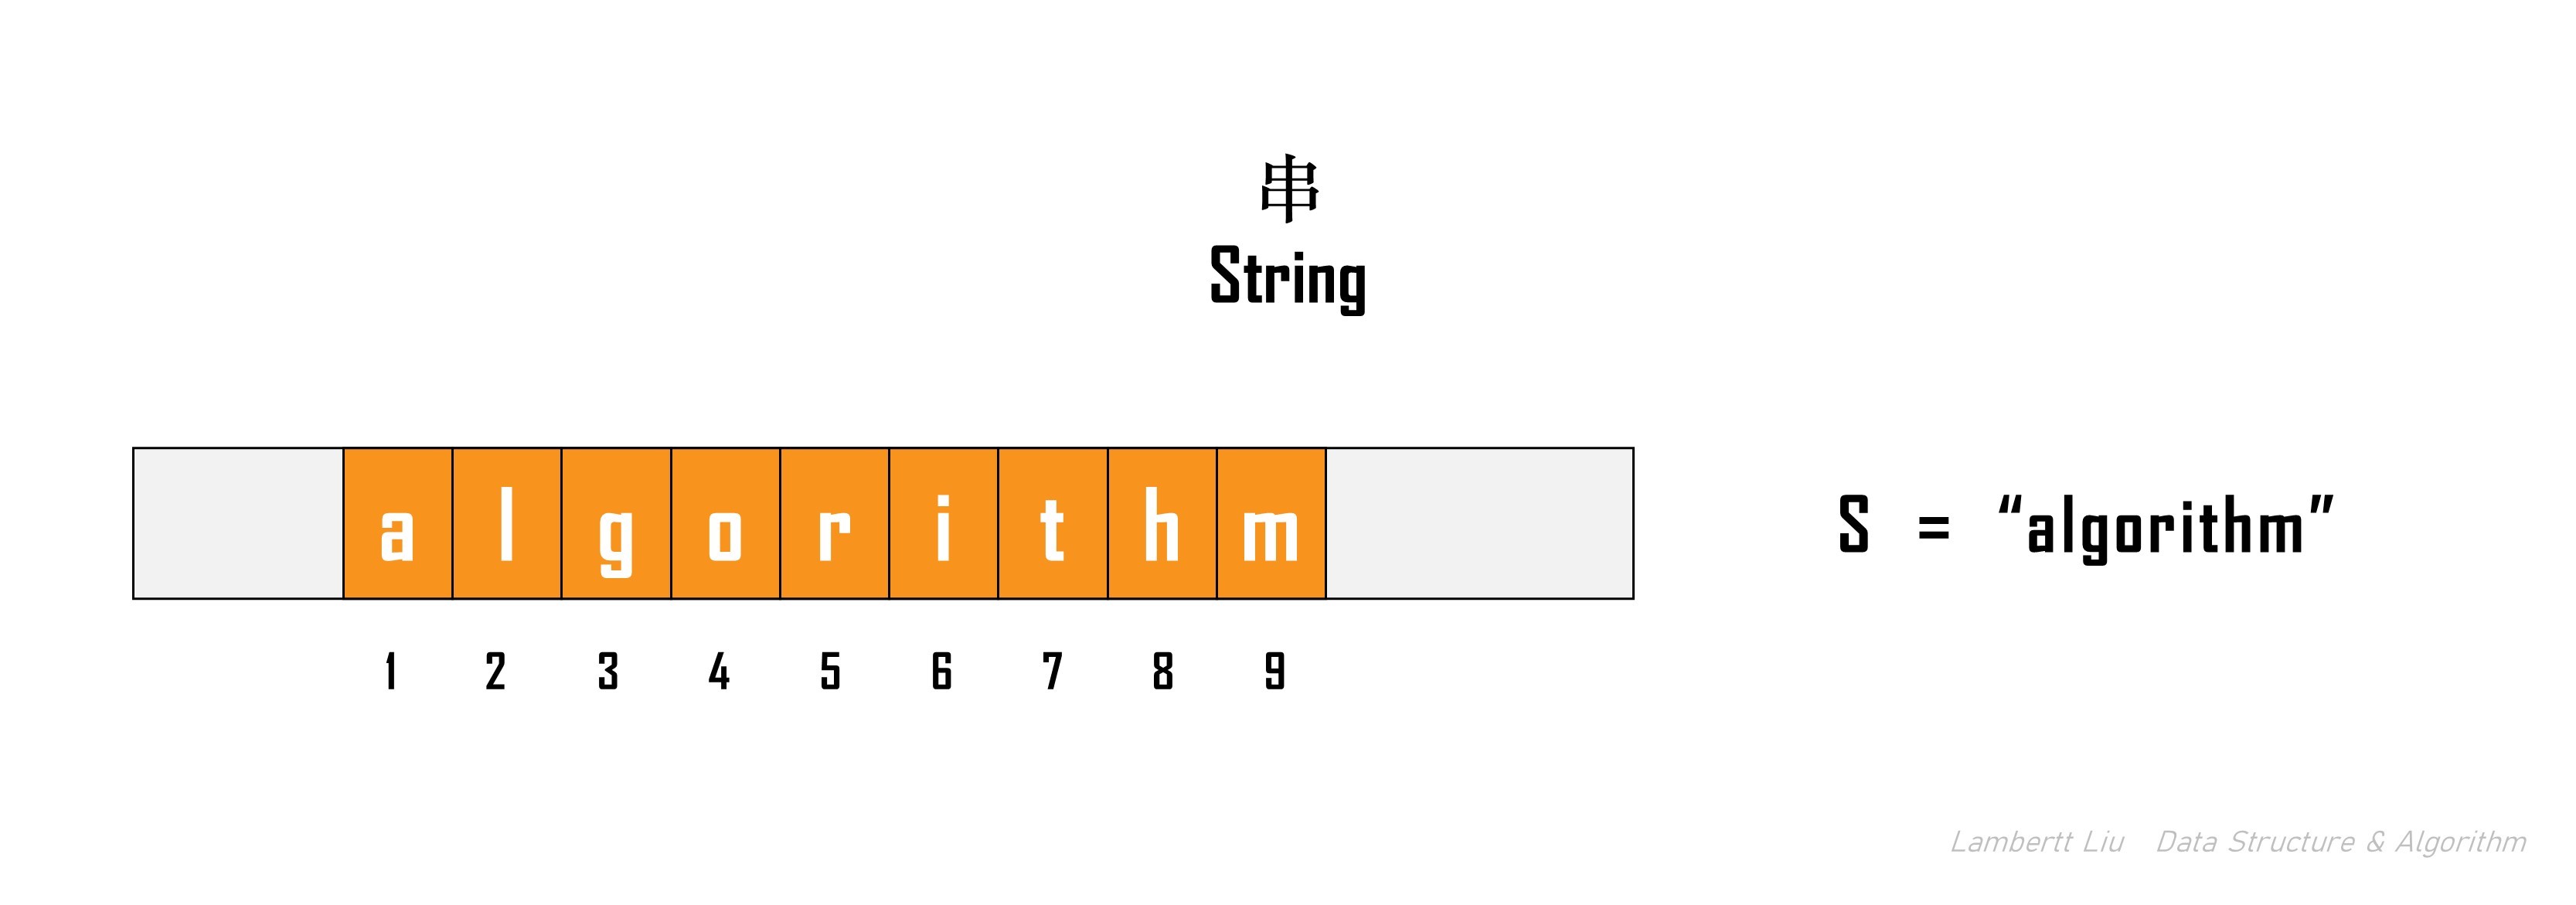 串
String
a l g o r i t h m
S = “algorithm”
1 2 3 4 5 6 7 8 9
Lambertt Liu Data Structure & Algorithm